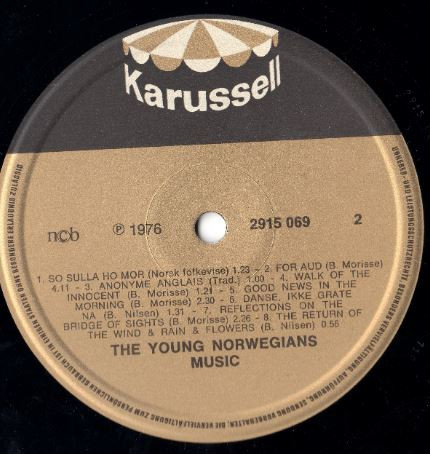 Karussell
ncb
℗ 1976
2915 069
2
1. SO SULLA HO MOR (Norsk folkevise) 1.23 - 2. FOR AUD (B. Morisse)
4.11 - 3. ANONYME ANGLAIS (Trad.) 1.00 - 4. WALK OF THE
INNOCENT (B. Morisse) 1.21 - 5. GOOD NEWS IN THE
MORNING (B. Morisse) 2.30 - 6. DANSE, IKKE GRATE
NA (B. Nilsen) 1.31 - 7. REFLECTIONS ON THE
BRIDGE OF SIGHTS (B. Morisse) 2.26 - 8. THE RETURN OF
THE WIND & RAIN & FLOWERS (B. Nilsen) 0.55
THE YOUNG NORWEGIANS
MUSIC